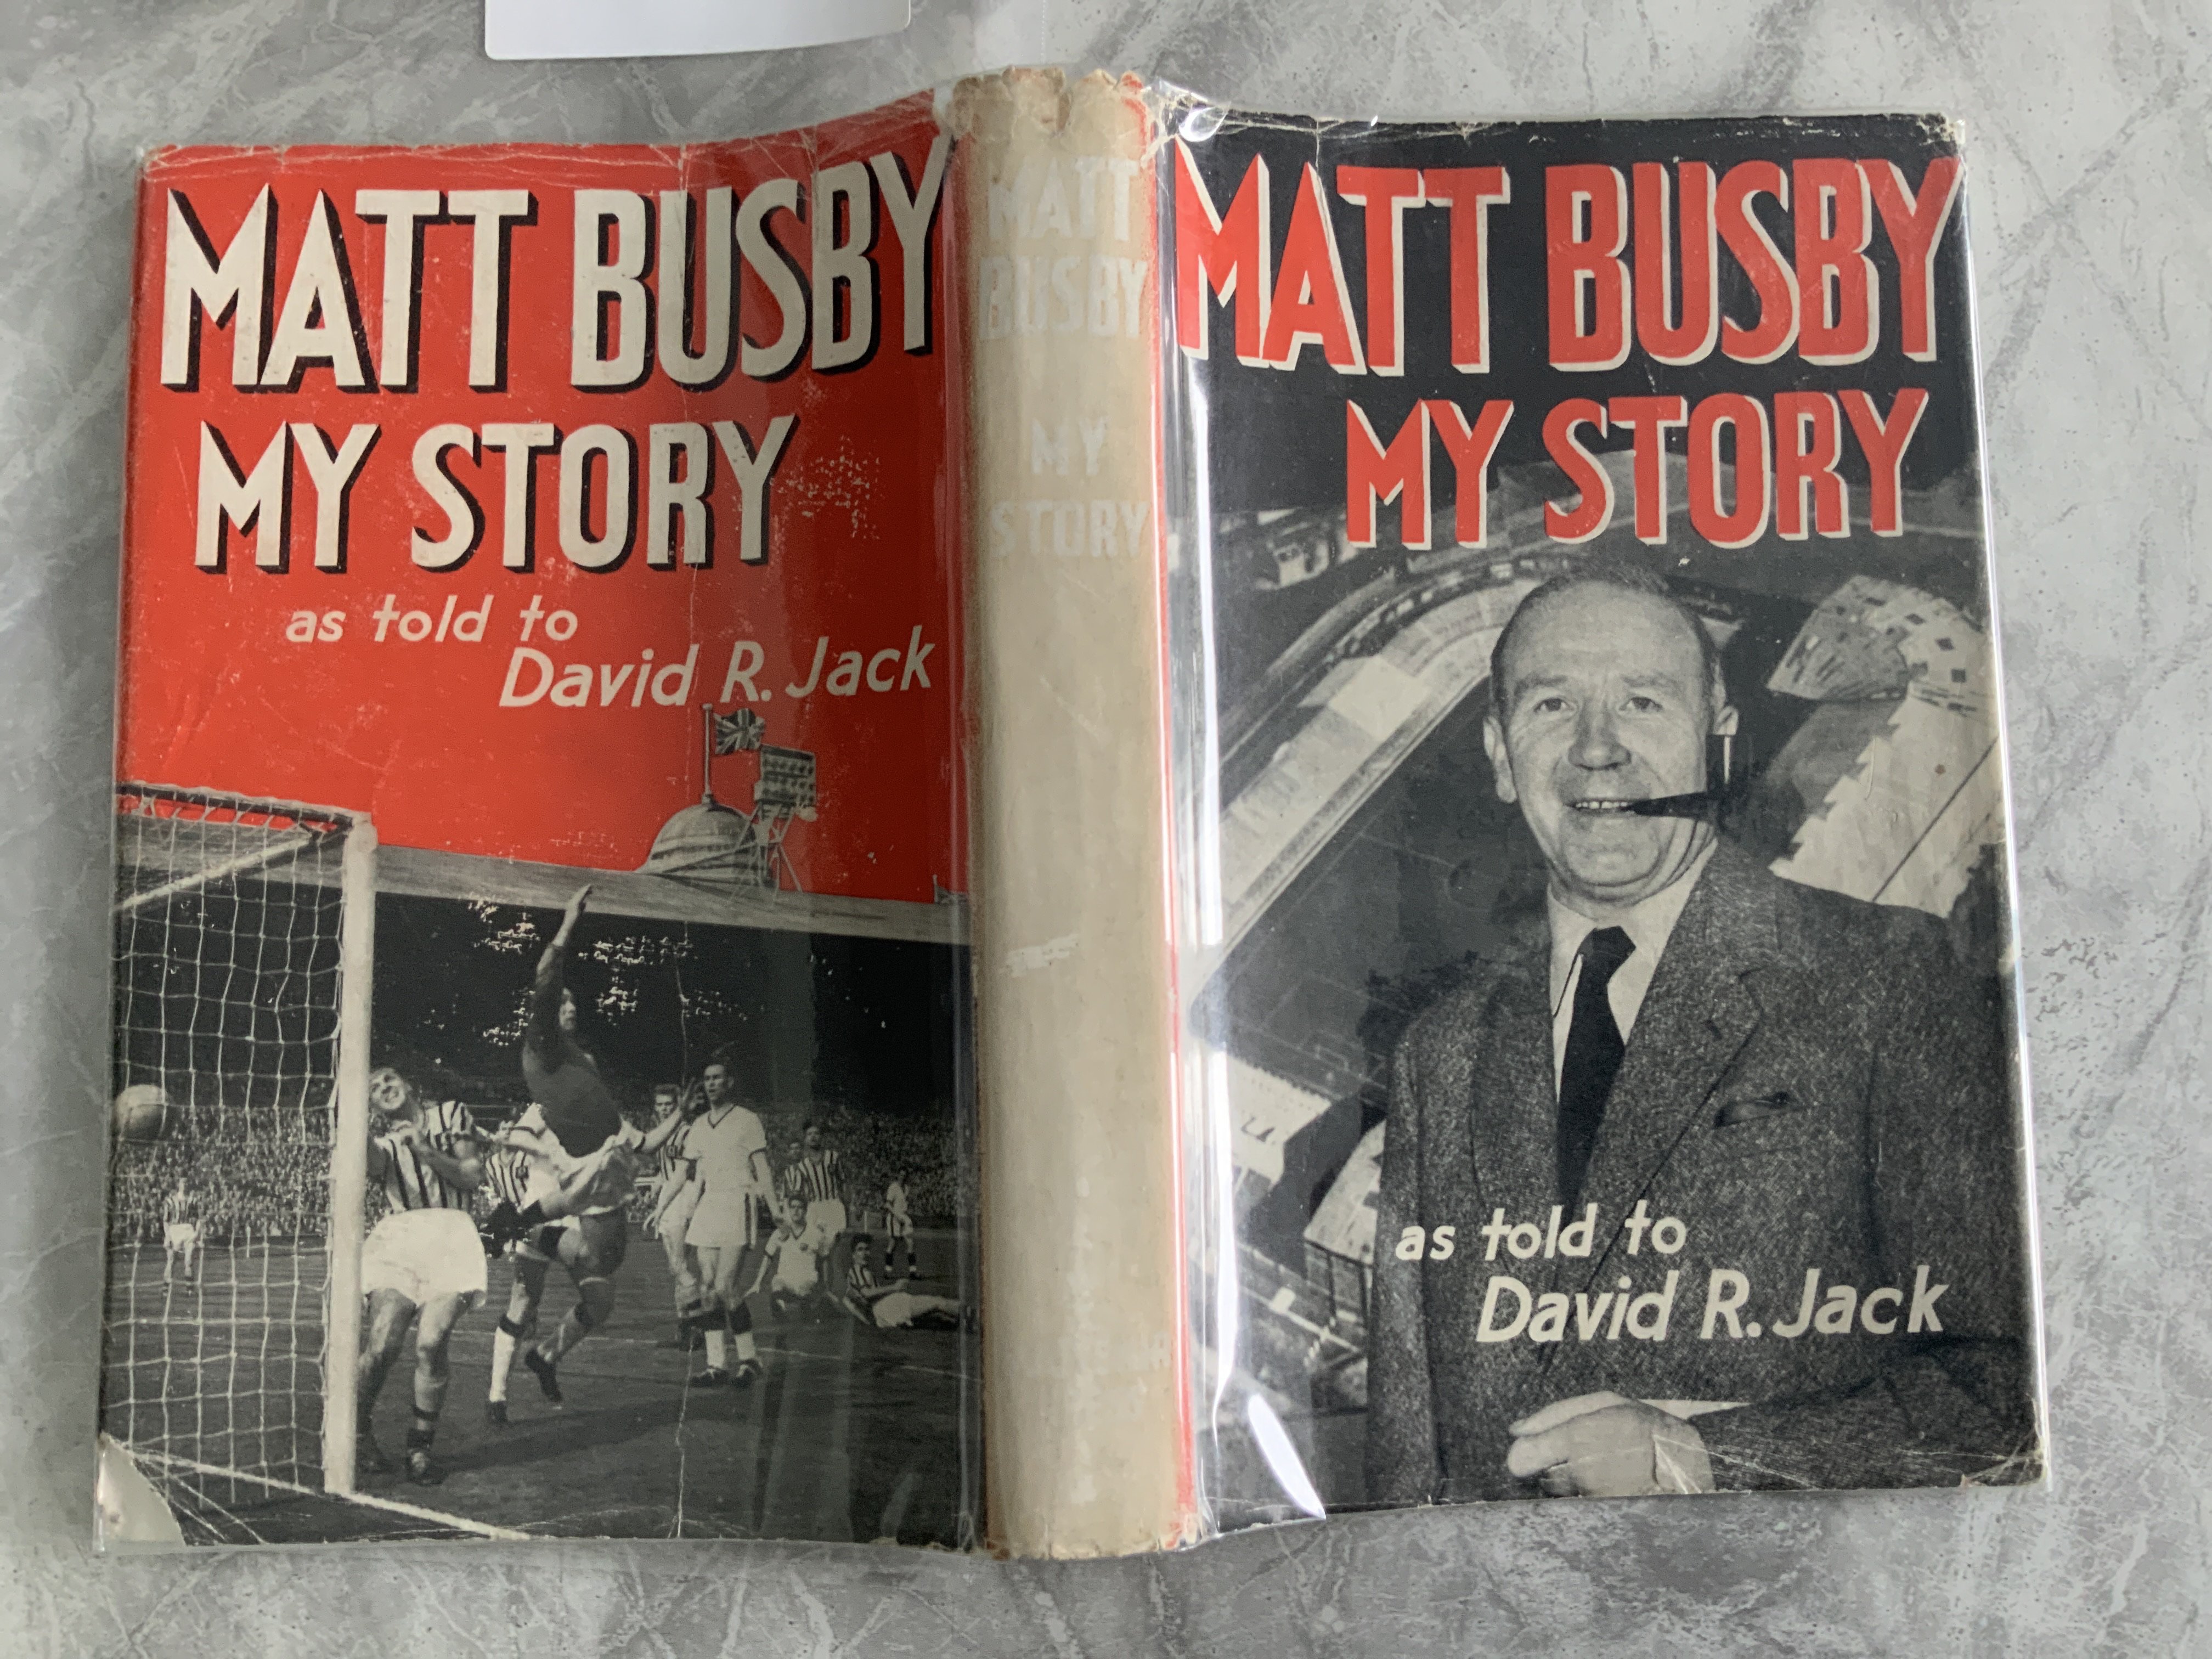 MATT BUSBY
MY STORY
as told to
David R. Jack
MATT
BUSBY
MY
STORY
MATT BUSBY
MY STORY
as told to
David R. Jack